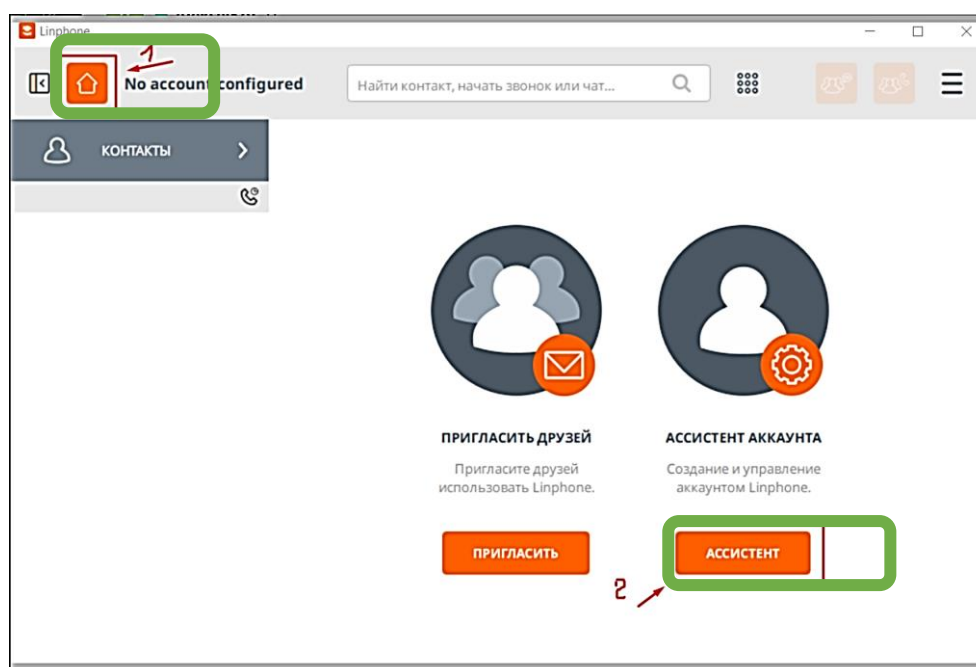 Linphone
1
No account configured
Найти контакт, начать звонок или чат...
КОНТАКТЫ
ПРИГЛАСИТЬ ДРУЗЕЙ
Пригласите друзей
использовать Linphone.
ПРИГЛАСИТЬ
АССИСТЕНТ АККАУНТА
Создание и управление
аккаунтом Linphone.
АССИСТЕНТ
2